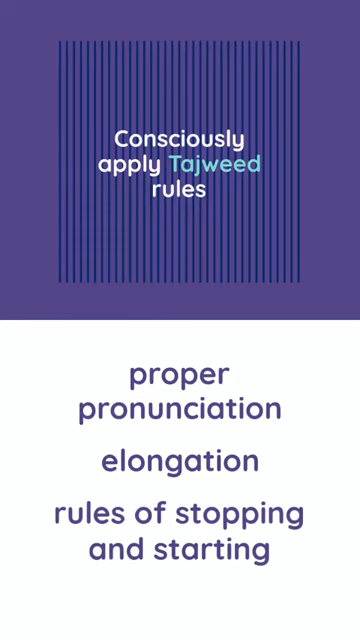 Consciously
apply Tajweed
rules
proper
pronunciation
elongation
rules of stopping
and starting